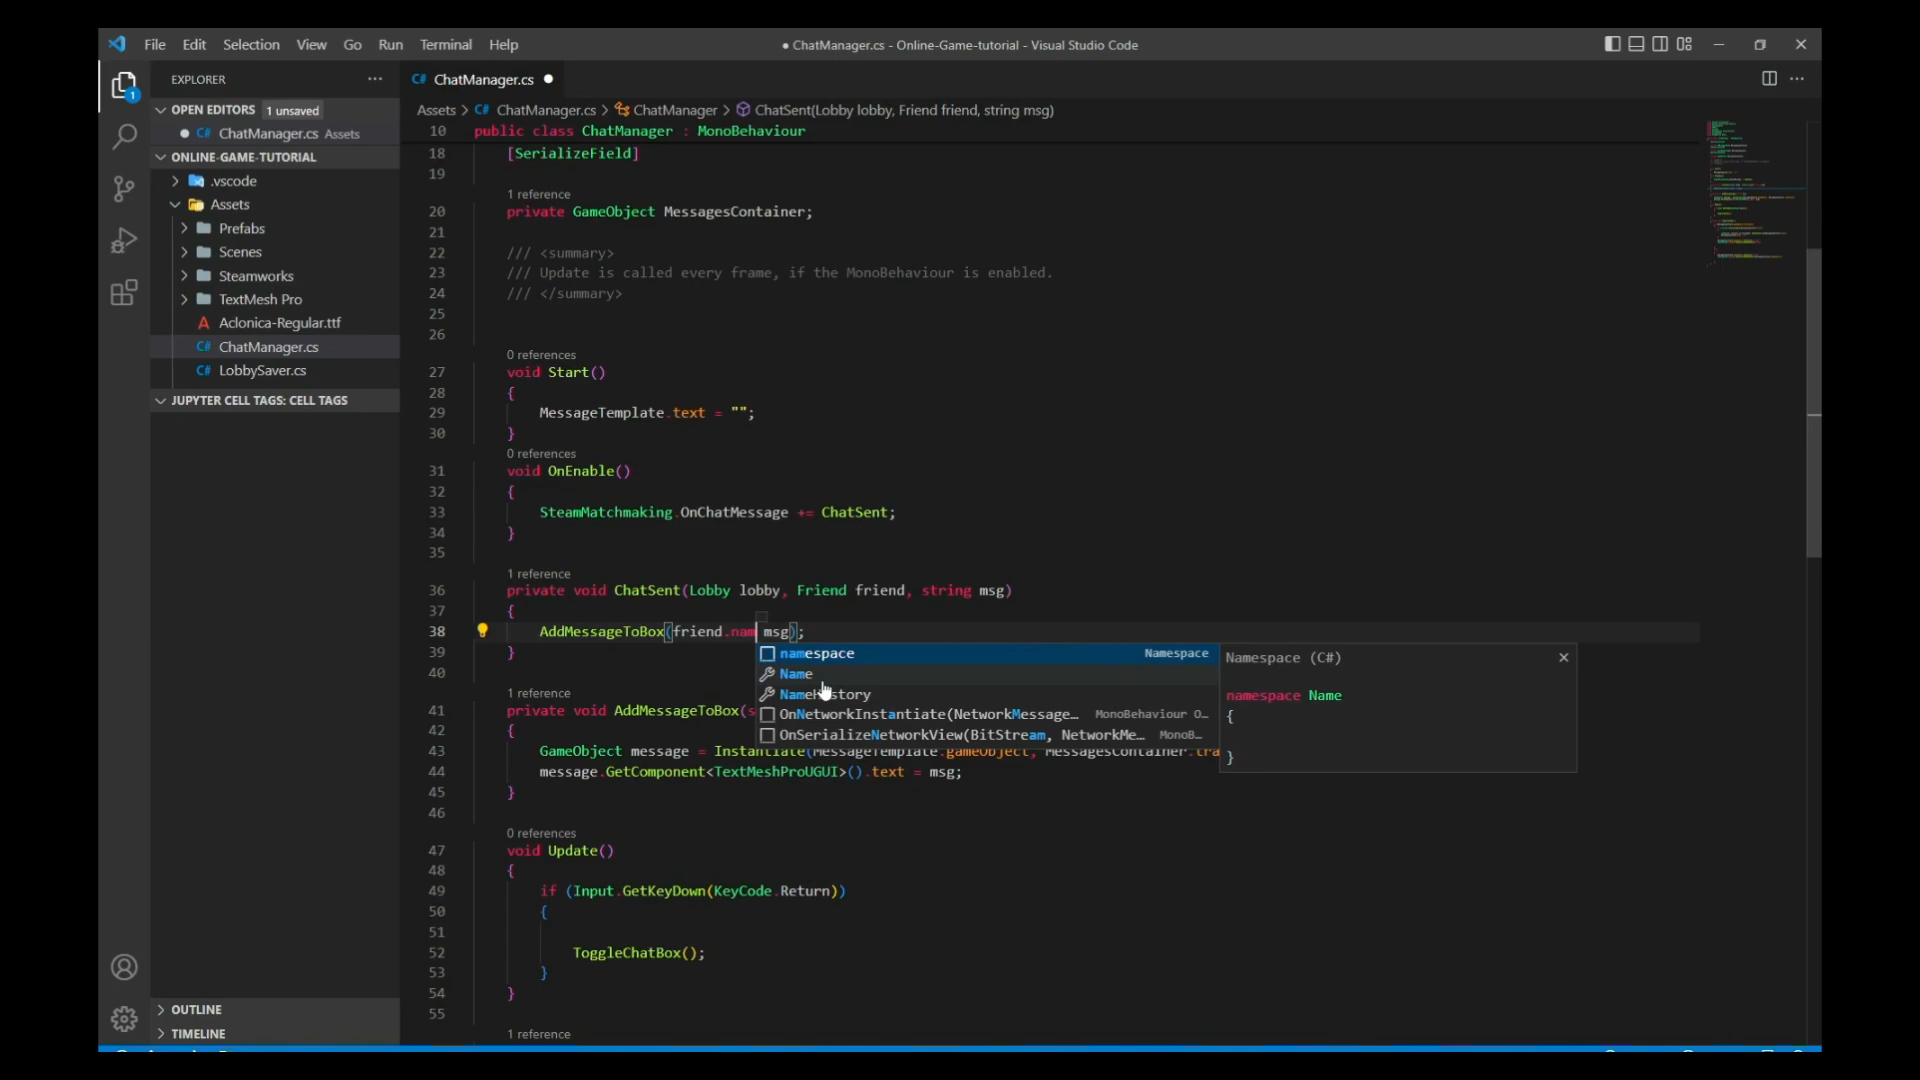 File Edit Selection View Go Run Terminal Help
● ChatManager.cs - Online-Game-tutorial - Visual Studio Code
EXPLORER
OPEN EDITORS 1 unsaved
ChatManager.cs Assets
ONLINE-GAME-TUTORIAL
.vscode
Assets
Prefabs
Scenes
Steamworks
TextMesh Pro
A Aclonica-Regular.ttf
C# ChatManager.cs
C# LobbySaver.cs
JUPYTER CELL TAGS: CELL TAGS
OUTLINE
TIMELINE
1
C# ChatManager.cs
Assets > C# ChatManager.cs > ChatManager > ChatSent(Lobby lobby, Friend friend, string msg)
10 public class ChatManager : MonoBehaviour
18 [SerializeField]
19
1 reference
20 private GameObject MessagesContainer;
21
22 /// <summary>
23 /// Update is called every frame, if the MonoBehaviour is enabled.
24 /// </summary>
25
26
0 references
27 void Start()
28 {
29 MessageTemplate.text = "";
30 }
0 references
31 void OnEnable()
32 {
33 SteamMatchmaking.OnChatMessage += ChatSent;
34 }
35
1 reference
36 private void ChatSent(Lobby lobby, Friend friend, string msg)
37 {
38 AddMessageToBox(friend.nam msg);
39 }
40
namespace Namespace
Name
NameHistory
OnNetworkInstantiate(NetworkMessage… MonoBehaviour O…
OnSerializeNetworkView(BitStream, NetworkMe… MonoB…
Namespace (C#)
namespace Name
{
}
1 reference
41 private void AddMessageToBox(s
42 {
43 GameObject message = Instantiate(MessageTemplate.gameObject, MessagesContainer.tra
44 message.GetComponent<TextMeshProUGUI>().text = msg;
45 }
46
0 references
47 void Update()
48 {
49 if (Input.GetKeyDown(KeyCode.Return))
50 {
51
52 ToggleChatBox();
53 }
54 }
55
1 reference